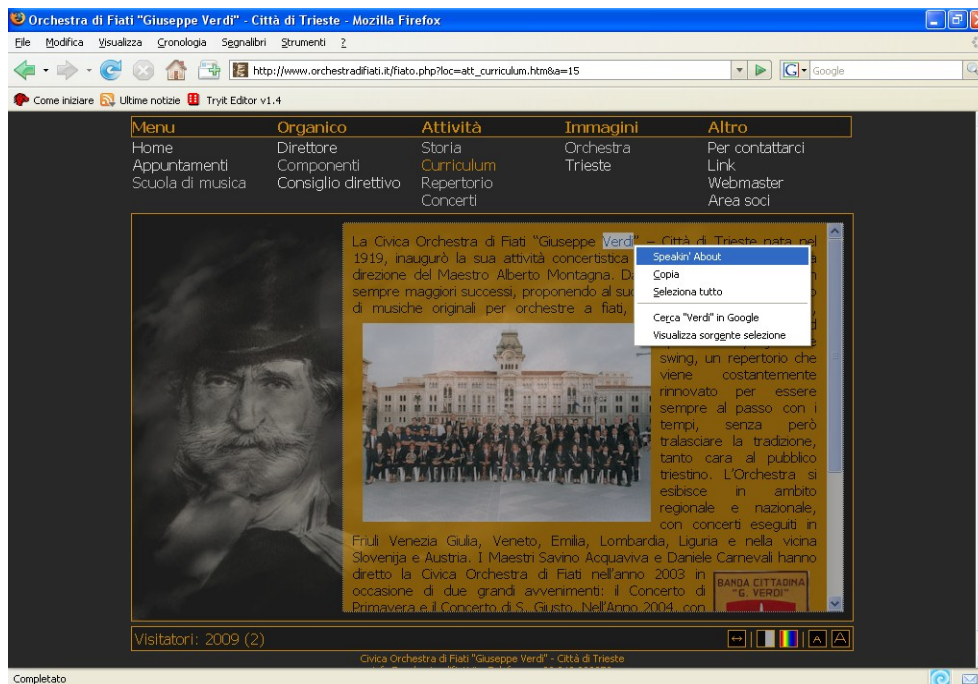 Orchestra di Fiati "Giuseppe Verdi" - Città di Trieste - Mozilla Firefox
File Modifica Visualizza Cronologia Segnalibri Strumenti ?
http://www.orchestradifiati.it/fiato.php?loc=att_curriculum.htm&a=15
Google
Come iniziare Ultime notizie Tryit Editor v1.4
Menu Organico Attività Immagini Altro
Home Direttore Storia Orchestra Per contattarci
Appuntamenti Componenti Curriculum Trieste Link
Scuola di musica Consiglio direttivo Repertorio Webmaster
Concerti Area soci
La Civica Orchestra di Fiati "Giuseppe Verdi" – Città di Trieste nata nel
1919, inaugurò la sua attività concertistica
direzione del Maestro Alberto Montagna.
sempre maggiori successi, proponendo al
di musiche originali per orchestre a fiati,
Speakin' About
Copia
Seleziona tutto
Cerca "Verdi" in Google
Visualizza sorgente selezione
swing, un repertorio che
viene costantemente
rinnovato per essere
sempre al passo con i
tempi, senza però
tralasciare la tradizione,
tanto cara al pubblico
triestino. L'Orchestra si
esibisce in ambito
regionale e nazionale,
con concerti eseguiti in
Friuli Venezia Giulia, Veneto, Emilia, Lombardia, Liguria e nella vicina
Slovenija e Austria. I Maestri Savino Acquaviva e Daniele Carnevali hanno
diretto la Civica Orchestra di Fiati nell'anno 2003 in
occasione di due grandi avvenimenti: il Concerto di
Primavera e il Concerto di S. Giusto. Nell'Anno 2004, con
BANDA CITTADINA
"G. VERDI"
Visitatori: 2009 (2)
A A
Civica Orchestra di Fiati "Giuseppe Verdi" - Città di Trieste
Completato